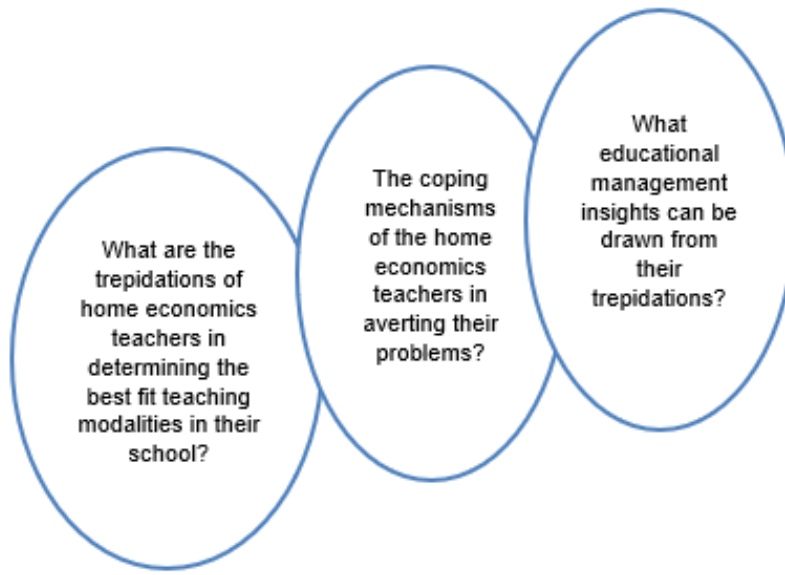 What are the
trepidations of
home economics
teachers in
determining the
best fit teaching
modalities in their
school?
The coping
mechanisms
of the home
economics
teachers in
averting their
problems?
What
educational
management
insights can be
drawn from
their
trepidations?